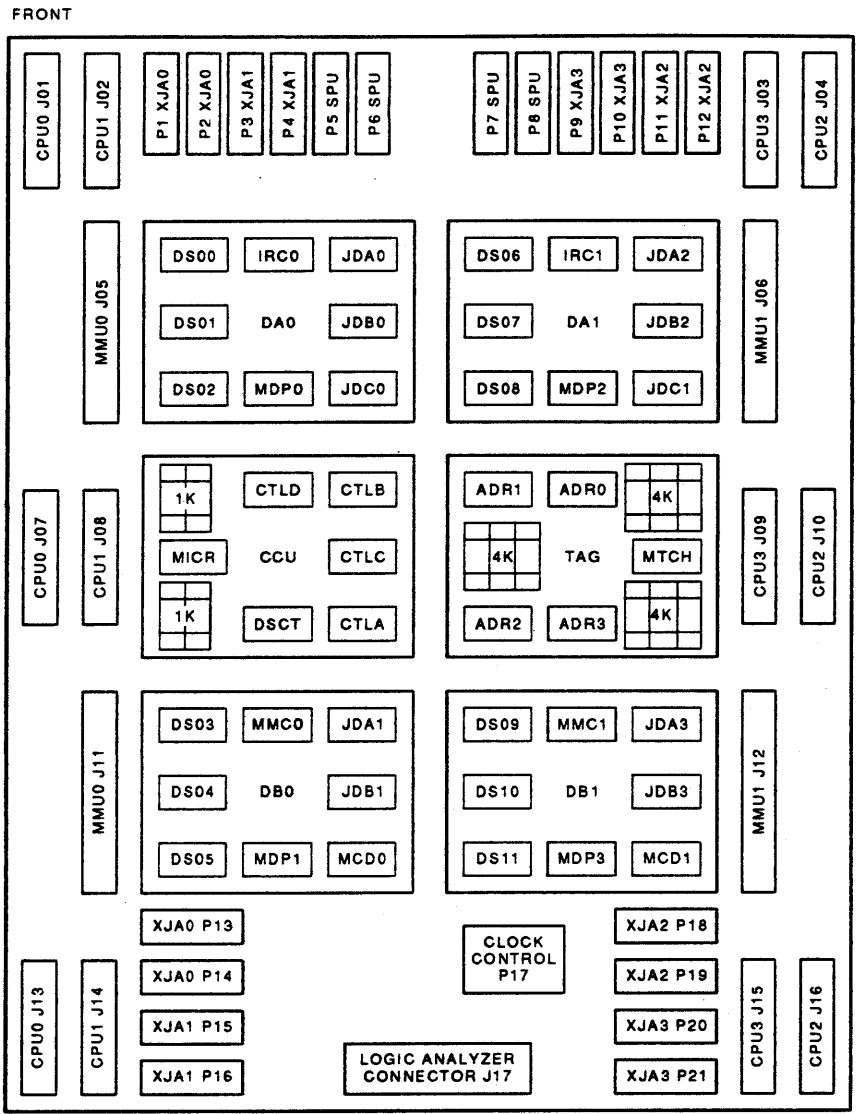 FRONT
CPU0 J01
CPU1 J02
P1 XJA0
P2 XJA0
P3 XJA1
P4 XJA1
P5 SPU
P6 SPU
P7 SPU
P8 SPU
P9 XJA3
P10 XJA3
P11 XJA2
P12 XJA2
CPU3 J03
CPU2 J04
MMU0 J05
DS00 IRC0 JDA0
DS01 DA0 JDB0
DS02 MDP0 JDC0
DS06 IRC1 JDA2
DS07 DA1 JDB2
DS08 MDP2 JDC1
MMU1 J06
CPU0 J07
CPU1 J08
1K CTLD CTLB
MICR CCU CTLC
1K DSCT CTLA
ADR1 ADR0 4K
4K TAG MTCH
ADR2 ADR3 4K
CPU3 J09
CPU2 J10
MMU0 J11
DS03 MMC0 JDA1
DS04 DB0 JDB1
DS05 MDP1 MCD0
DS09 MMC1 JDA3
DS10 DB1 JDB3
DS11 MDP3 MCD1
MMU1 J12
CPU0 J13
CPU1 J14
XJA0 P13
XJA0 P14
XJA1 P15
XJA1 P16
CLOCK
CONTROL
P17
LOGIC ANALYZER
CONNECTOR J17
XJA2 P18
XJA2 P19
XJA3 P20
XJA3 P21
CPU3 J15
CPU2 J16